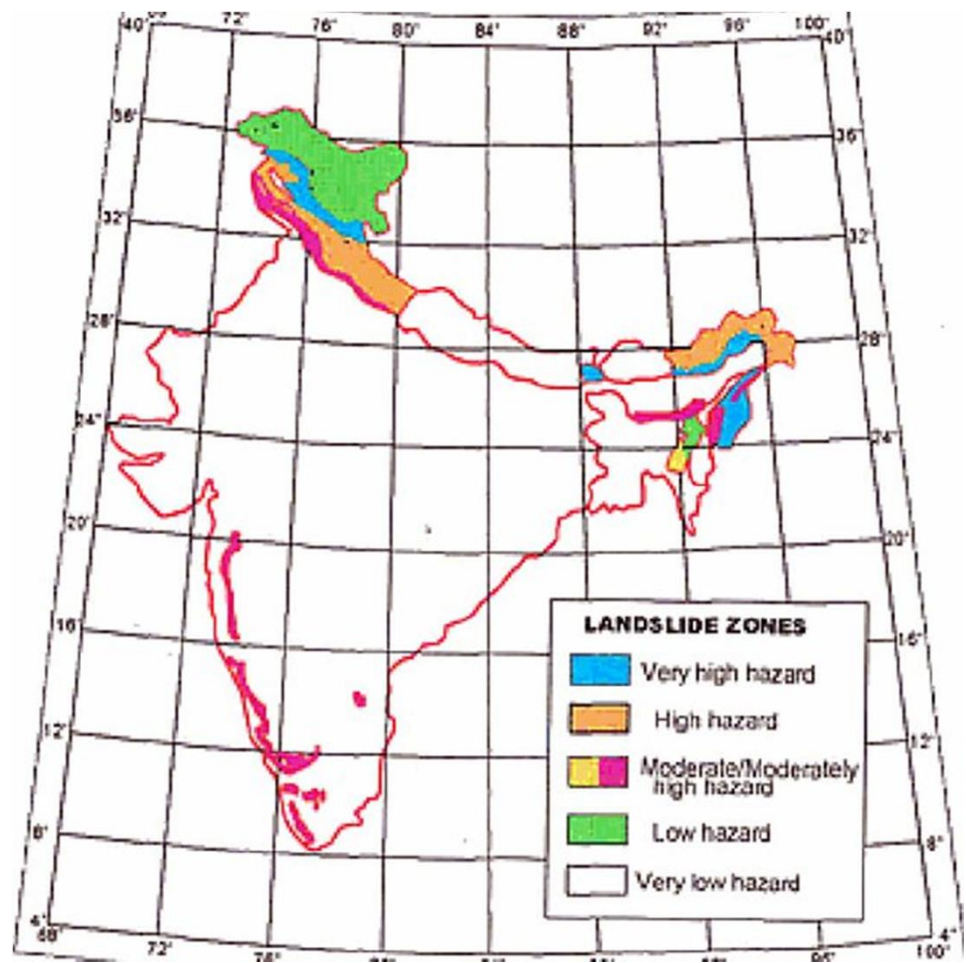 72° 76° 80° 84° 88° 92° 96° 100°
40° 40°
36° 36°
32° 32°
28° 28°
24° 24°
20° 20°
16° 16°
12° 12°
8° 8°
4° 4°
68° 72° 100°
LANDSLIDE ZONES
Very high hazard
High hazard
Moderate/Moderately
high hazard
Low hazard
Very low hazard